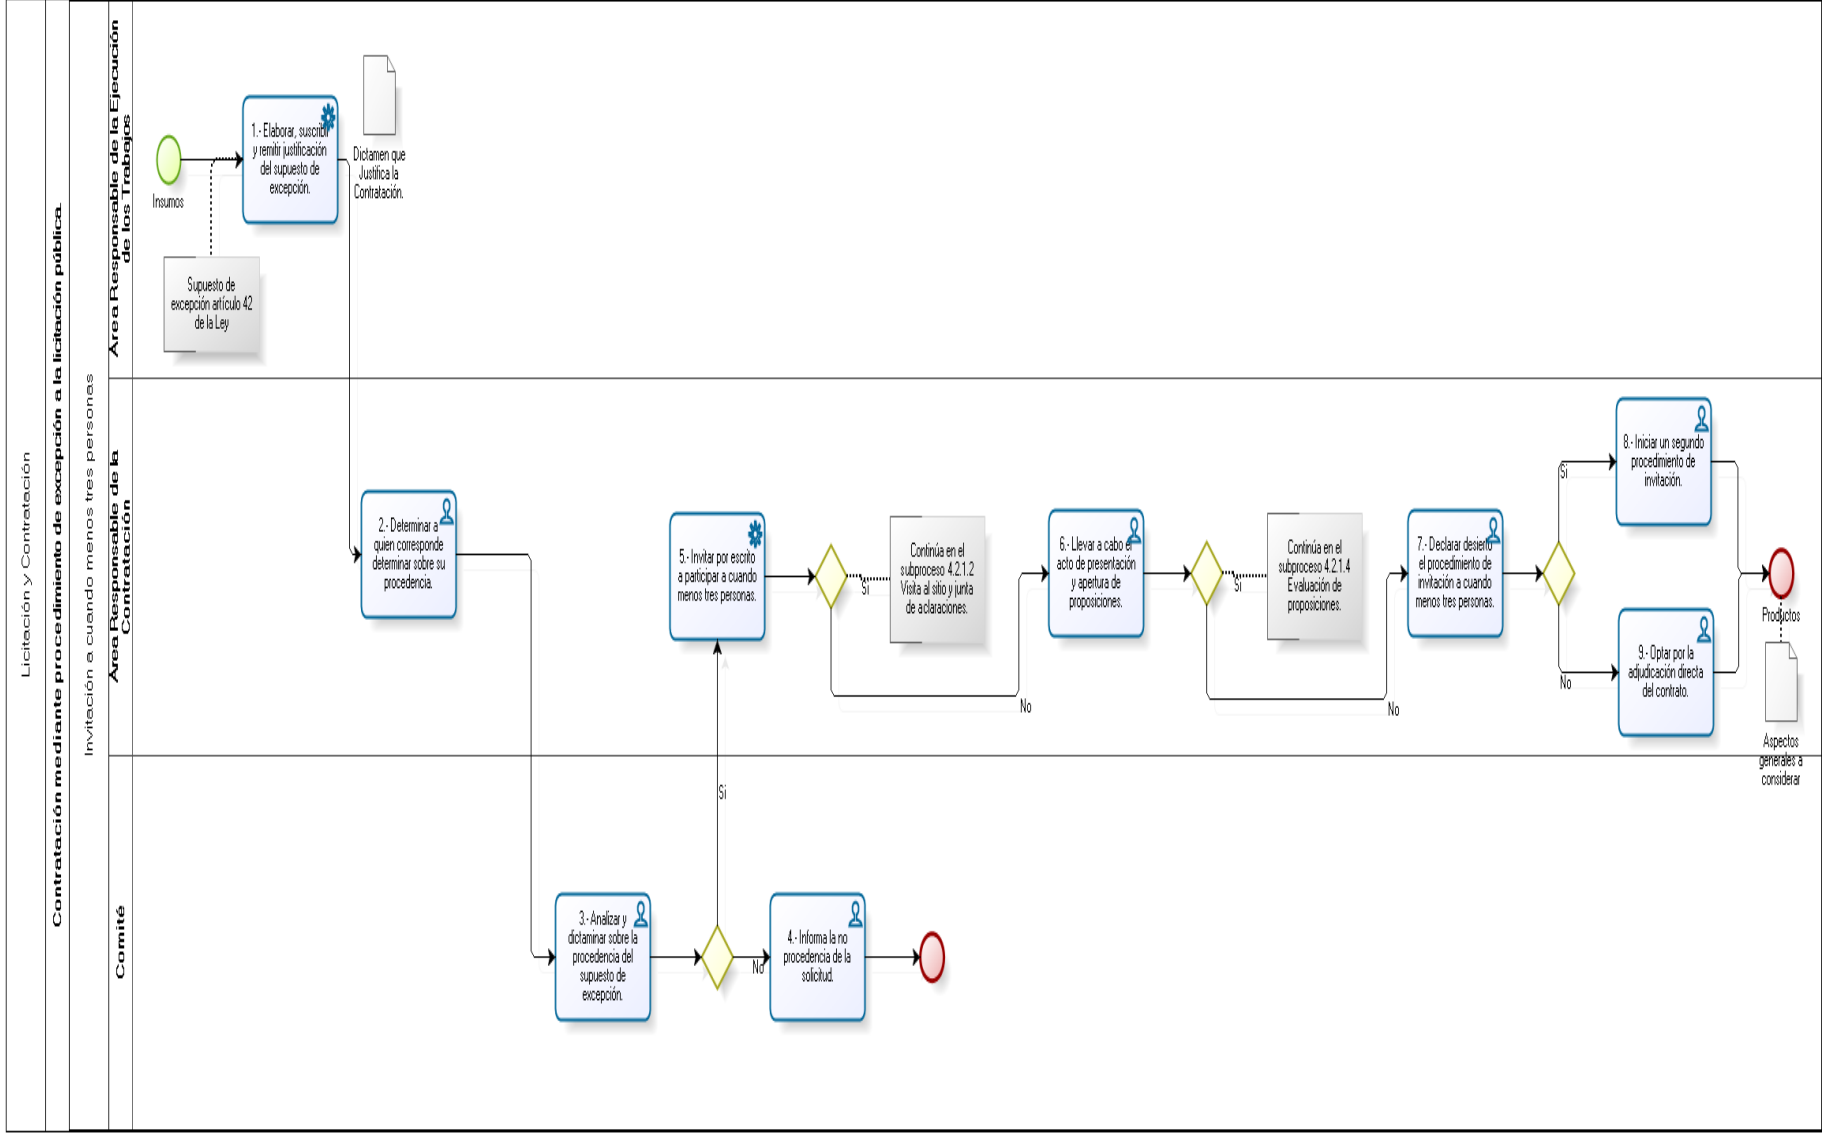 Licitación y Contratación
Contratación mediante procedimiento de excepción a la licitación pública.
Invitación a cuando menos tres personas
Área Responsable de la Ejecución
de los Trabajos
Insumos
1.- Elaborar, suscribir
y remitir justificación
del supuesto de
excepción.
Dictamen que
Justifica la
Contratación.
Supuesto de
excepción artículo 42
de la Ley
Área Responsable de la
Contratación
2.- Determinar a
quien corresponde
determinar sobre su
procedencia.
5.- Invitar por escrito
a participar a cuando
menos tres personas.
Si
Continúa en el
subproceso 4.2.1.2
Visita al sitio y junta
de aclaraciones.
No
6.- Llevar a cabo el
acto de presentación
y apertura de
proposiciones.
Si
Continúa en el
subproceso 4.2.1.4
Evaluación de
proposiciones.
No
7.- Declarar desierto
el procedimiento de
invitación a cuando
menos tres personas.
Si
8.- Iniciar un segundo
procedimiento de
invitación.
No
9.- Optar por la
adjudicación directa
del contrato.
Productos
Aspectos
generales a
considerar
Comité
3.- Analizar y
dictaminar sobre la
procedencia del
supuesto de
excepción.
Si
No
4.- Informa la no
procedencia de la
solicitud.